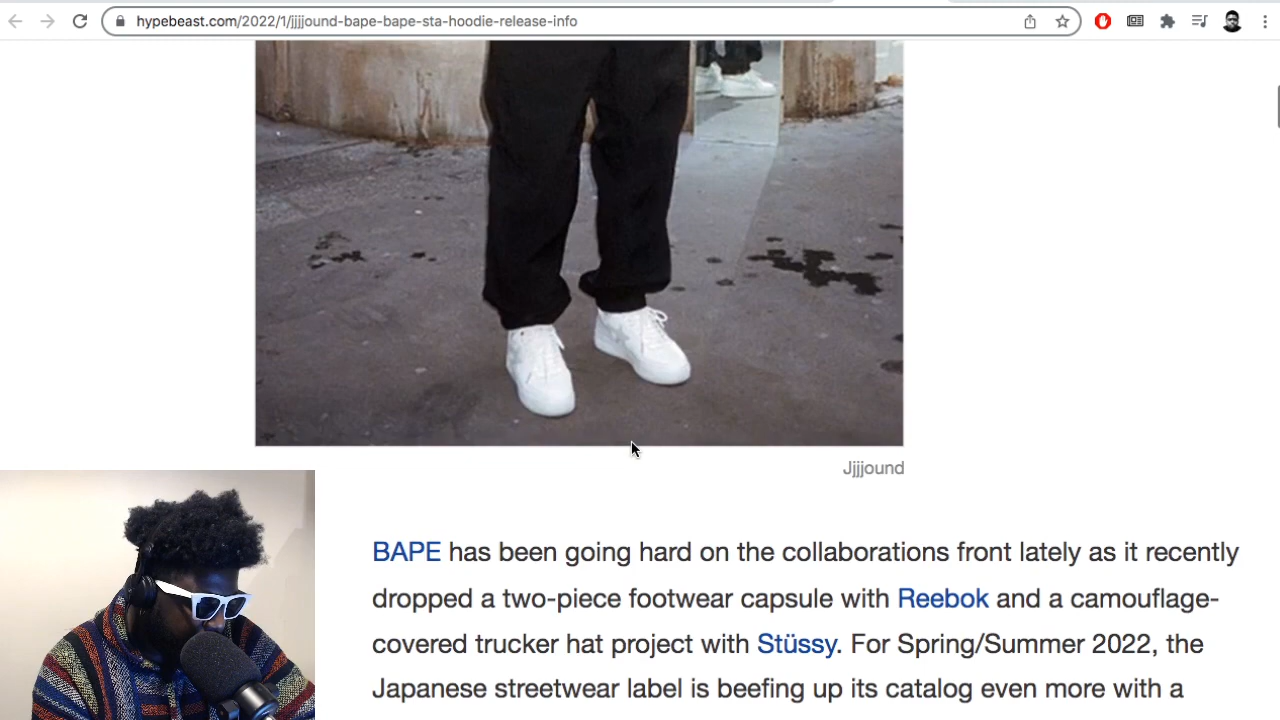 hypebeast.com/2022/1/jjjjound-bape-bape-sta-hoodie-release-info
Jjjjound
BAPE has been going hard on the collaborations front lately as it recently
dropped a two-piece footwear capsule with Reebok and a camouflage-
covered trucker hat project with Stüssy. For Spring/Summer 2022, the
Japanese streetwear label is beefing up its catalog even more with a